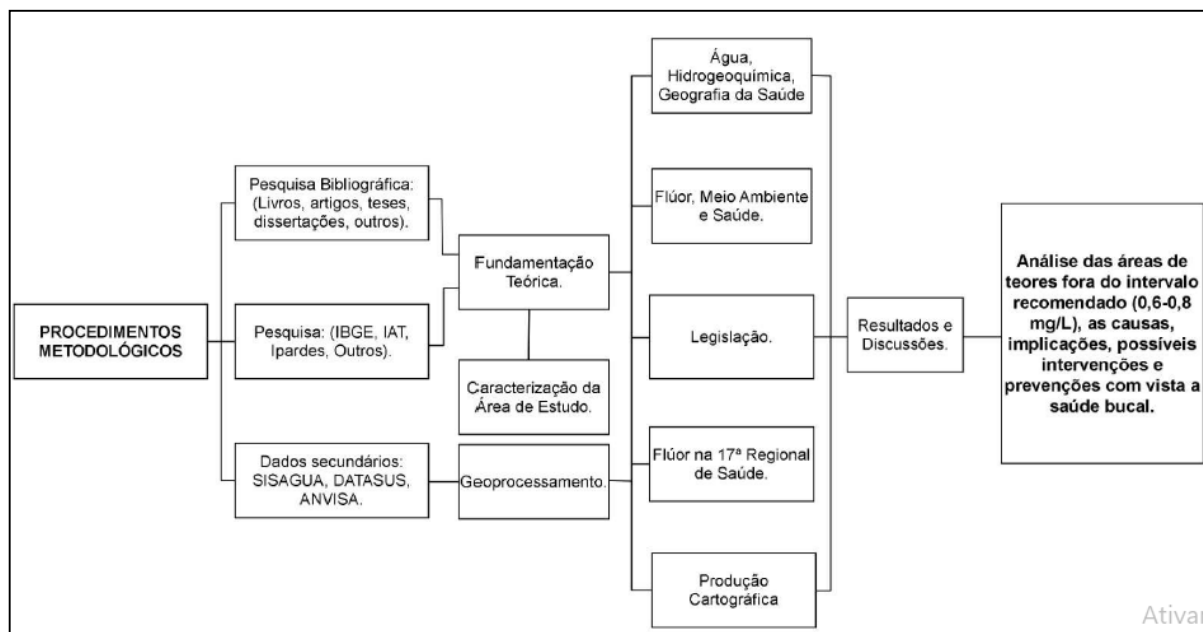 PROCEDIMENTOS
METODOLÓGICOS
Pesquisa Bibliográfica:
(Livros, artigos, teses,
dissertações, outros).
Pesquisa: (IBGE, IAT,
Ipardes, Outros).
Dados secundários:
SISAGUA, DATASUS,
ANVISA.
Fundamentação
Teórica.
Caracterização da
Área de Estudo.
Geoprocessamento.
Água,
Hidrogeoquímica,
Geografia da Saúde
Flúor, Meio Ambiente
e Saúde.
Legislação.
Flúor na 17ª Regional
de Saúde.
Produção
Cartográfica
Resultados e
Discussões.
Análise das áreas de
teores fora do intervalo
recomendado (0,6-0,8
mg/L), as causas,
implicações, possíveis
intervenções e
prevenções com vista a
saúde bucal.
Ativar